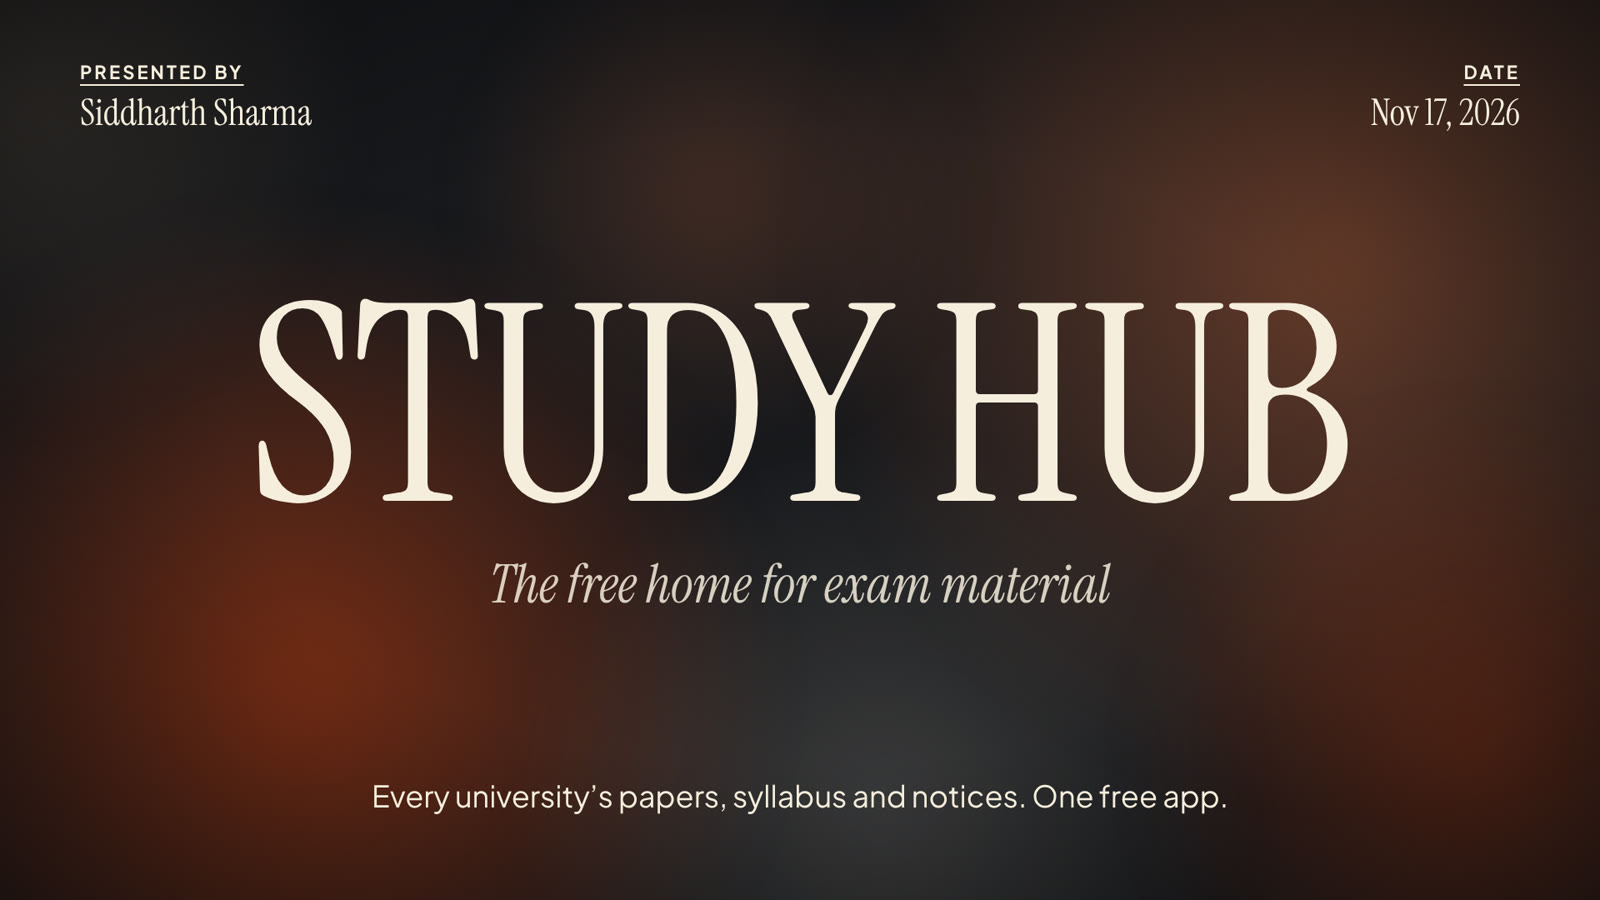 PRESENTED BY
Siddharth Sharma
DATE
Nov 17, 2026
STUDY HUB
The free home for exam material
Every university’s papers, syllabus and notices. One free app.